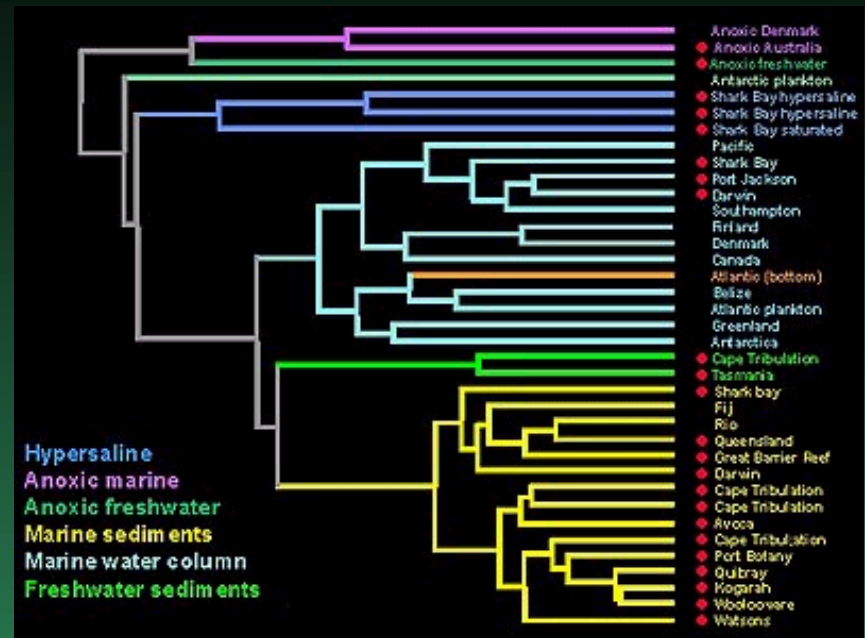 Anoxic Denmark
Anoxic Australia
Anoxic freshwater
Antarctic plankton
Shark Bay hypersaline
Shark Bay hypersaline
Shark Bay saturated
Pacific
Shark Bay
Port Jackson
Darwin
Southampton
Finland
Denmark
Canada
Atlantic (bottom)
Belize
Atlantic plankton
Greenland
Antarctica
Cape Tribulation
Tasmania
Shark bay
Fij
Rio
Queensland
Great Barrier Reef
Darwin
Cape Tribulation
Cape Tribulation
Avoca
Cape Tribultation
Port Botany
Quibray
Kogarah
Woolooware
Watsons
Hypersaline
Anoxic marine
Anoxic freshwater
Marine sediments
Marine water column
Freshwater sediments